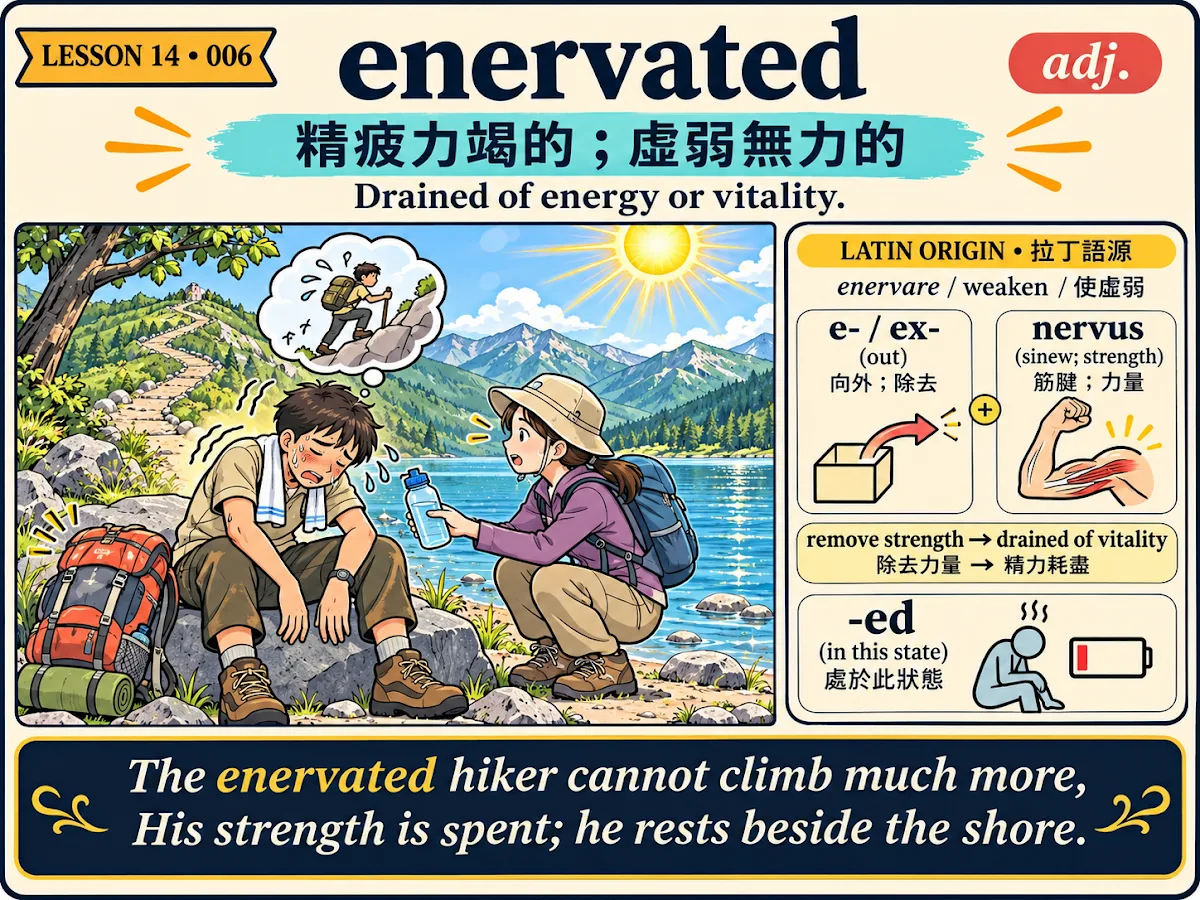 LESSON 14 • 006
enervated
adj.
精疲力竭的；虛弱無力的
Drained of energy or vitality.
LATIN ORIGIN • 拉丁語源
enervare / weaken / 使虛弱
e- / ex-
(out)
向外；除去
+
nervus
(sinew; strength)
筋腱；力量
remove strength → drained of vitality
除去力量 → 精力耗盡
-ed
(in this state)
處於此狀態
The enervated hiker cannot climb much more,
His strength is spent; he rests beside the shore.